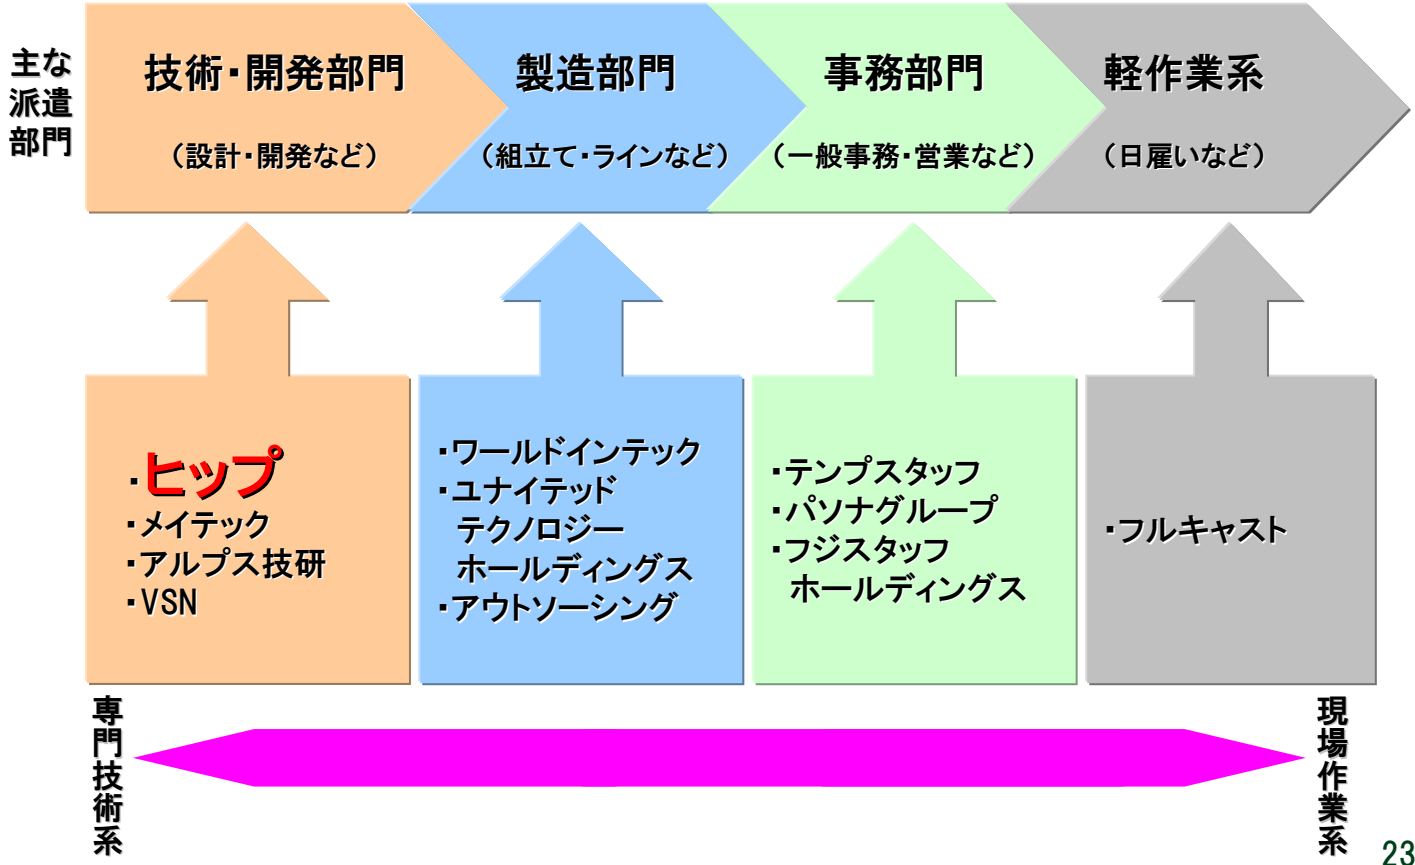 主な
派遣
部門
技術・開発部門
（設計・開発など）
製造部門
（組立て・ラインなど）
事務部門
（一般事務・営業など）
軽作業系
（日雇いなど）
・ヒップ
・メイテック
・アルプス技研
・VSN
・ワールドインテック
・ユナイテッド
テクノロジー
ホールディングス
・アウトソーシング
・テンプスタッフ
・パソナグループ
・フジスタッフ
ホールディングス
・フルキャスト
専門技術系
現場作業系
23